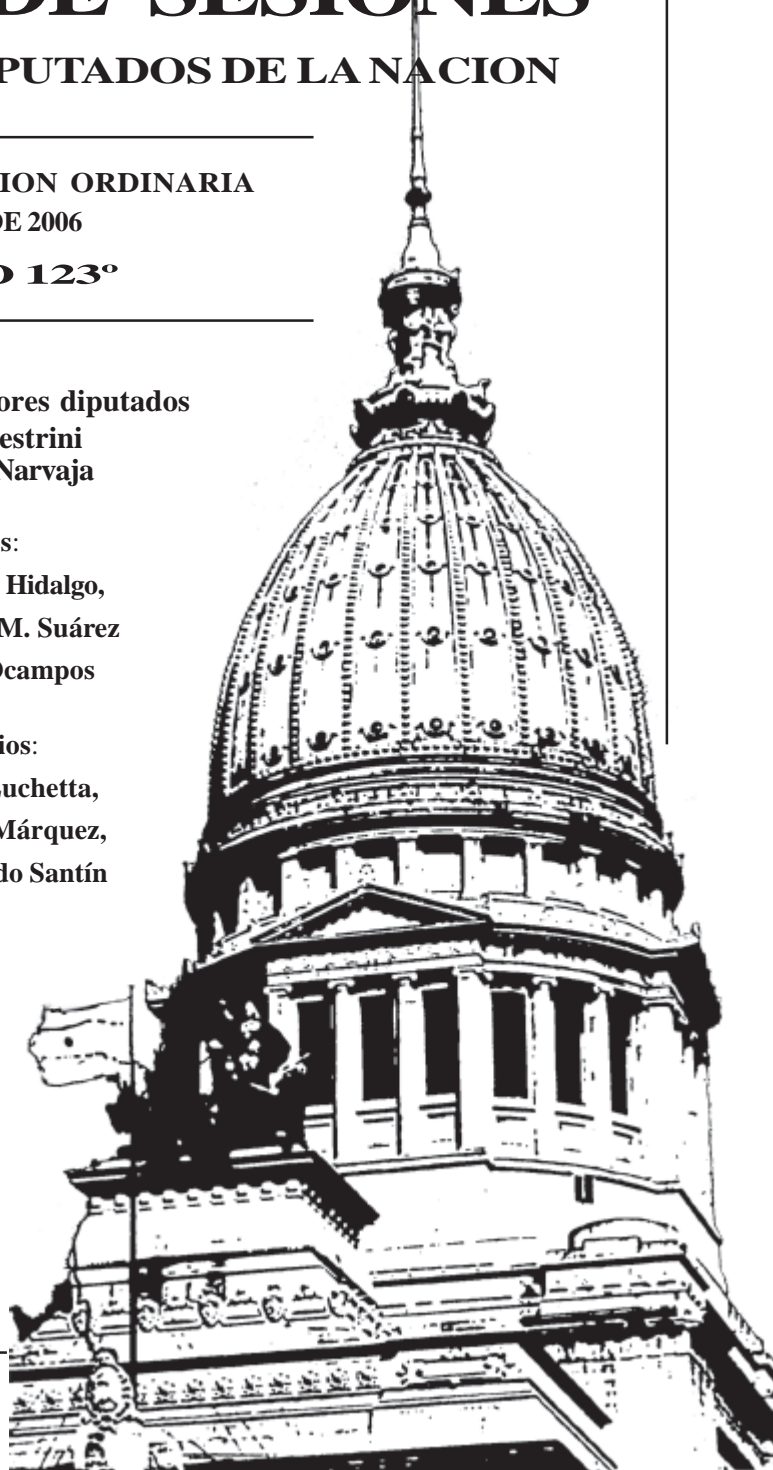 DE SESIONES
PUTADOS DE LA NACION
ION ORDINARIA
DE 2006
O 123º
ores diputados
estrini
Narvaja
s:
Hidalgo,
M. Suárez
Ocampos
ios:
Luchetta,
Márquez,
do Santín